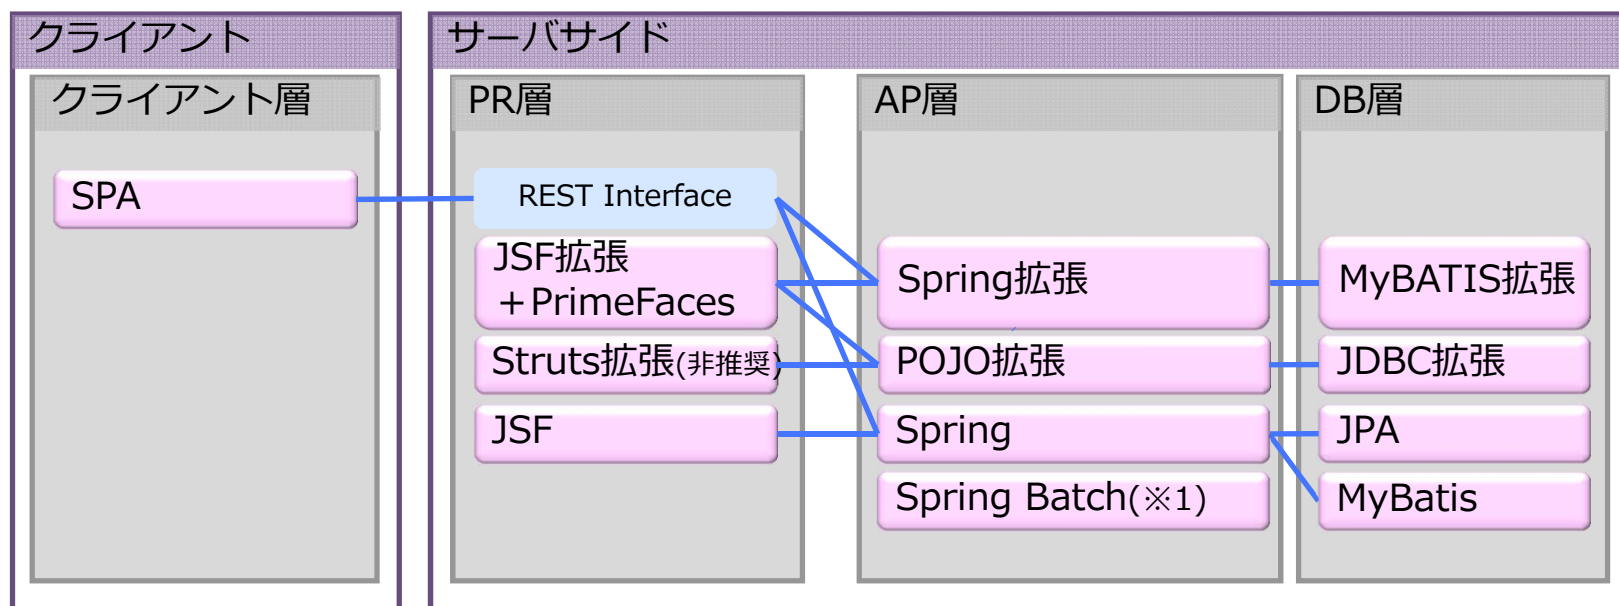 クライアント
サーバサイド
クライアント層
PR層
AP層
DB層
SPA
REST Interface
JSF拡張
＋PrimeFaces
Spring拡張
MyBATIS拡張
Struts拡張(非推奨)
POJO拡張
JDBC拡張
JSF
Spring
JPA
Spring Batch(※1)
MyBatis